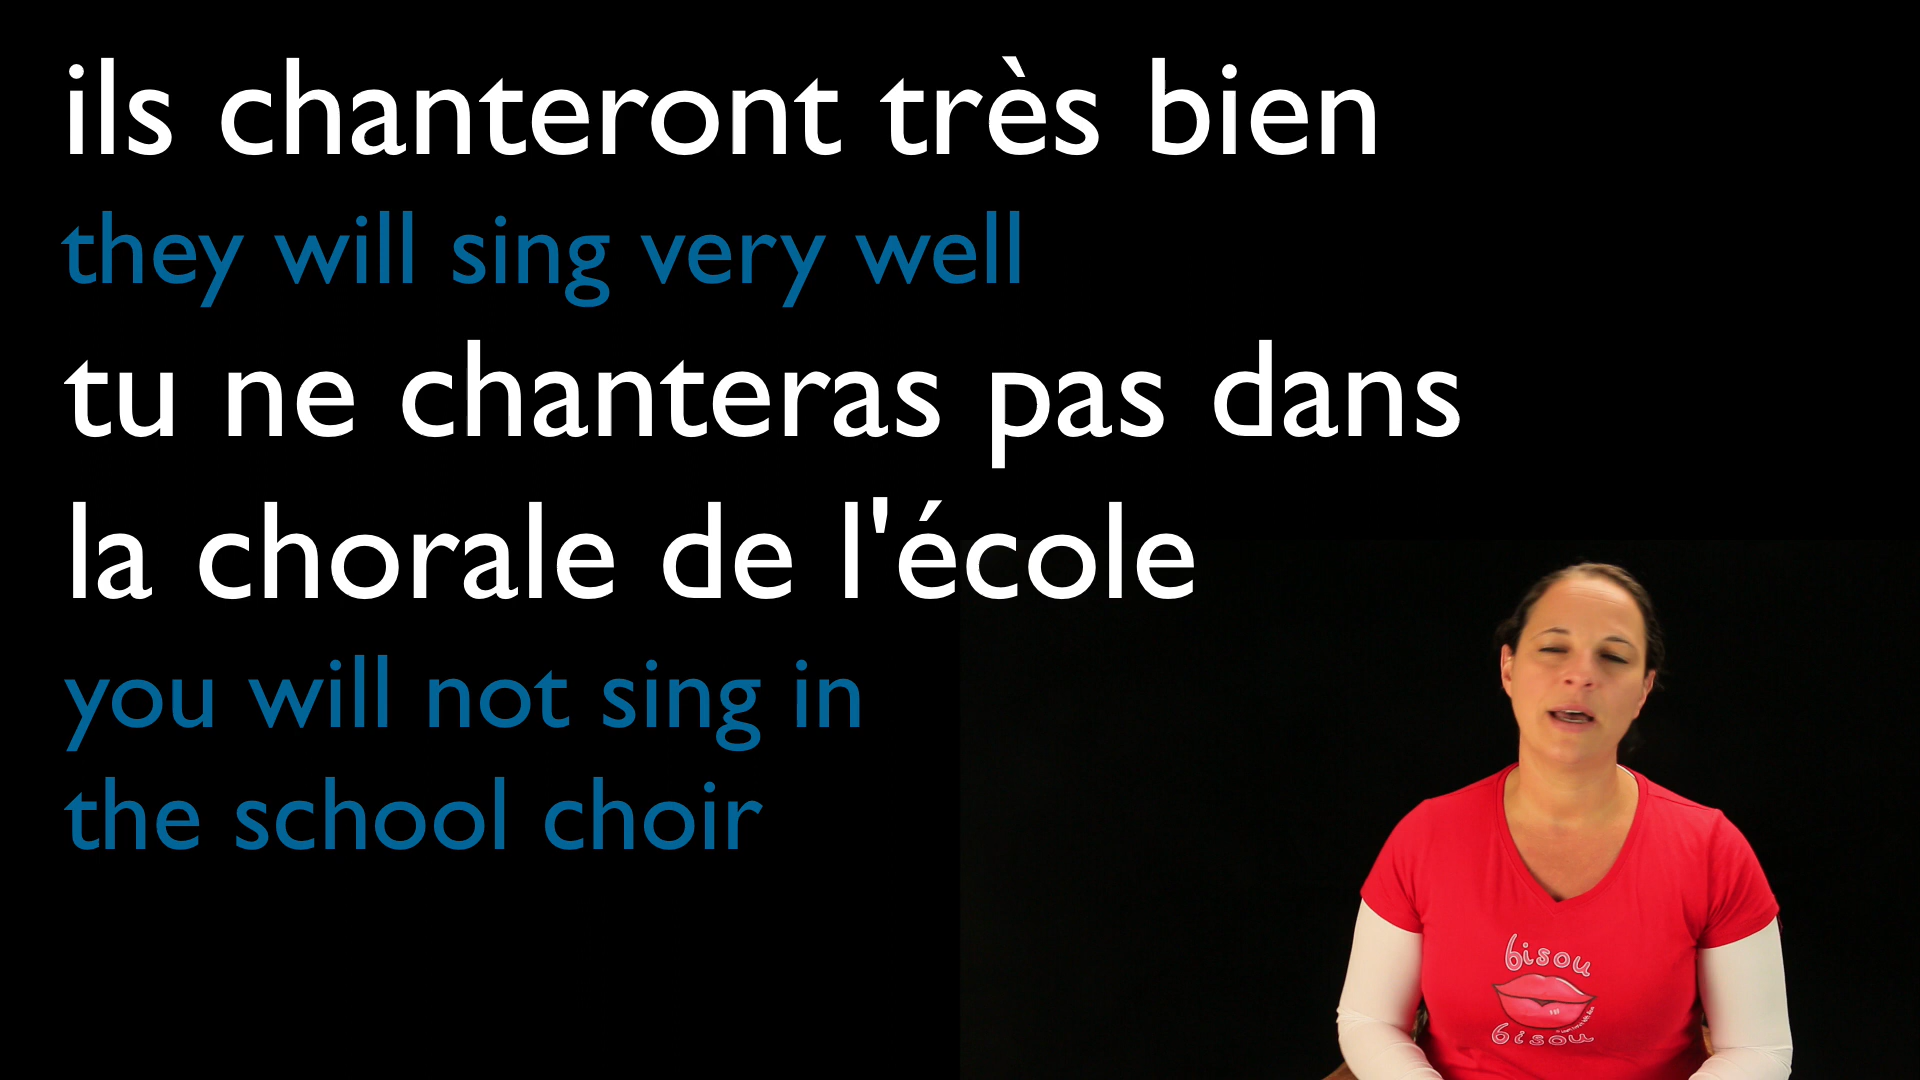 ils chanteront très bien
they will sing very well
tu ne chanteras pas dans
la chorale de l'école
you will not sing in
the school choir
bisou
bisou